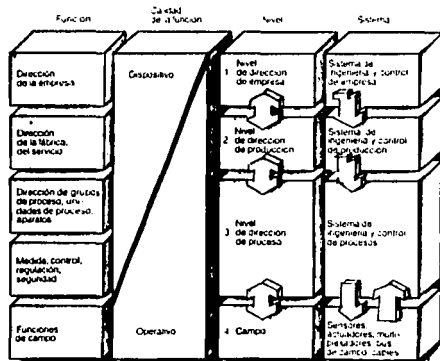 Función
Calidad
de la función
Nivel
Sistema
Dirección
de la empresa
Dirección
de la fábrica,
del servicio
Dirección de grupos
de proceso, uni-
dades de proceso,
aparatos
Medida, control,
regulación,
seguridad
Funciones
de campo
Dispositivo
Operativo
1 Nivel
de dirección
de empresa
2 Nivel
de dirección
de producción
3 Nivel
de dirección
de proceso
4 Campo
Sistema de
ingeniería y control
de empresa
Sistema de
ingeniería y control
de producción
Sistema de
ingeniería y control
de procesos
Sensores,
actuadores, multi-
plexadores, bus
de campo, cables